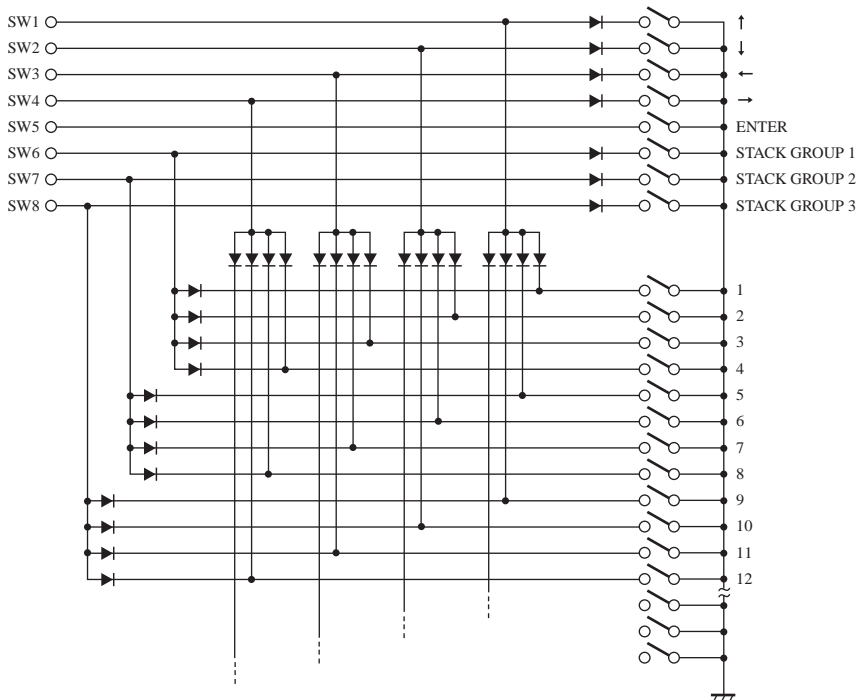 SW1 ↑
SW2 ↓
SW3 ←
SW4 →
SW5 ENTER
SW6 STACK GROUP 1
SW7 STACK GROUP 2
SW8 STACK GROUP 3
1
2
3
4
5
6
7
8
9
10
11
12